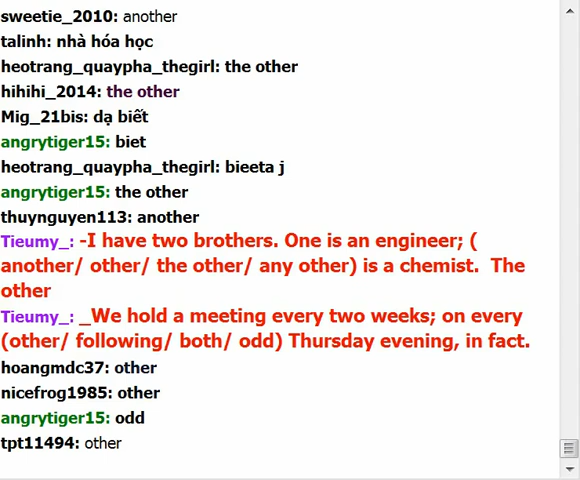 sweetie_2010: another
talinh: nhà hóa học
heotrang_quaypha_thegirl: the other
hihihi_2014: the other
Mig_21bis: dạ biết
angrytiger15: biet
heotrang_quaypha_thegirl: bieeta j
angrytiger15: the other
thuynguyen113: another
Tieumy_: -I have two brothers. One is an engineer; (
another/ other/ the other/ any other) is a chemist. The
other
Tieumy_: _We hold a meeting every two weeks; on every
(other/ following/ both/ odd) Thursday evening, in fact.
hoangmdc37: other
nicefrog1985: other
angrytiger15: odd
tpt11494: other